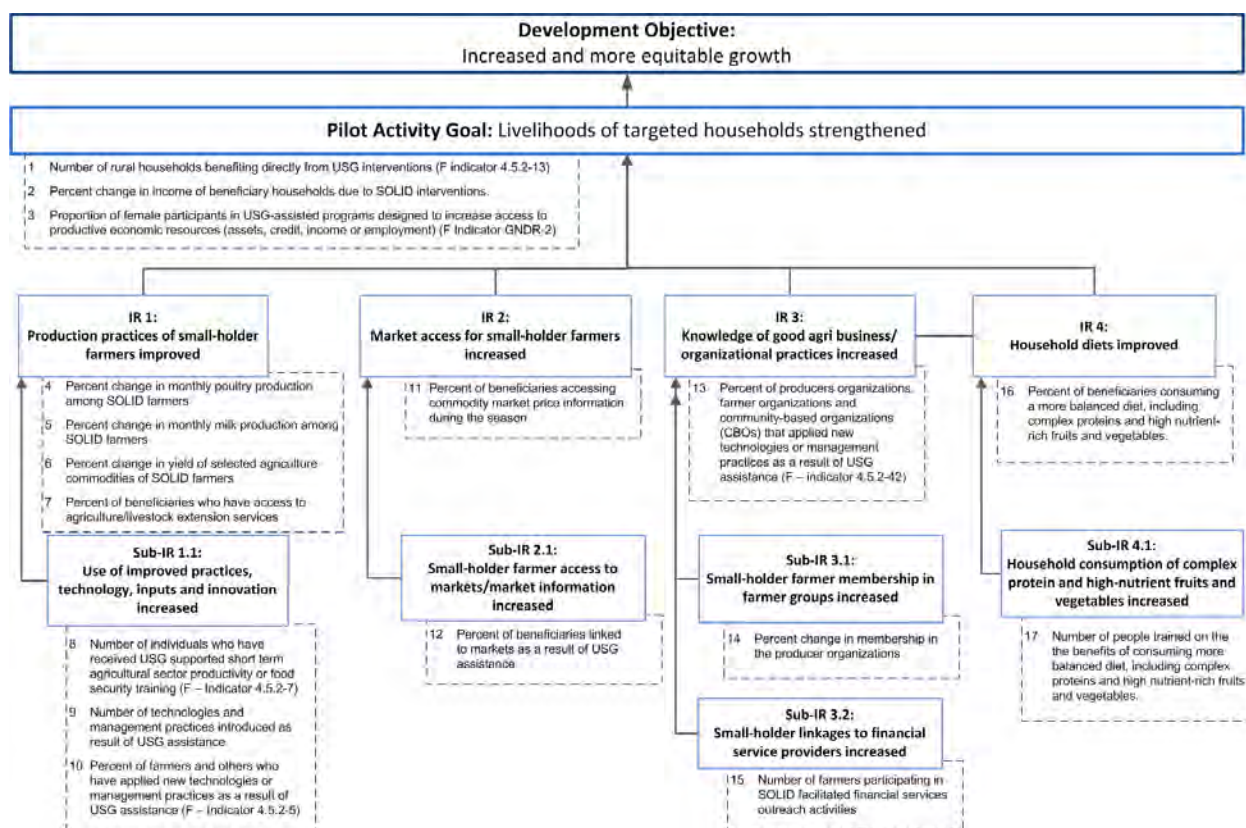 Development Objective:
Increased and more equitable growth
Pilot Activity Goal: Livelihoods of targeted households strengthened
1 Number of rural households benefiting directly from USG interventions (F indicator 4.5.2-13)
2 Percent change in income of beneficiary households due to SOLID interventions.
3 Proportion of female participants in USG-assisted programs designed to increase access to
productive economic resources (assets, credit, income or employment) (F Indicator GNDR-2)
IR 1:
Production practices of small-holder
farmers improved
4 Percent change in monthly poultry production
among SOLID farmers
5 Percent change in monthly milk production among
SOLID farmers
6 Percent change in yield of selected agriculture
commodities of SOLID farmers
7 Percent of beneficiaries who have access to
agriculture/livestock extension services
Sub-IR 1.1:
Use of improved practices,
technology, inputs and innovation
increased
8 Number of individuals who have
received USG supported short term
agricultural sector productivity or food
security training (F – Indicator 4.5.2-7)
9 Number of technologies and
management practices introduced as
result of USG assistance
10 Percent of farmers and others who
have applied new technologies or
management practices as a result of
USG assistance (F – Indicator 4.5.2-5)
IR 2:
Market access for small-holder farmers
increased
11 Percent of beneficiaries accessing
commodity market price information
during the season
Sub-IR 2.1:
Small-holder farmer access to
markets/market information
increased
12 Percent of beneficiaries linked
to markets as a result of USG
assistance
IR 3:
Knowledge of good agri business/
organizational practices increased
13 Percent of producers organizations,
farmer organizations and
community-based organizations
(CBOs) that applied new
technologies or management
practices as a result of USG
assistance (F – indicator 4.5.2-42)
Sub-IR 3.1:
Small-holder farmer membership in
farmer groups increased
14 Percent change in membership in
the producer organizations
Sub-IR 3.2:
Small-holder linkages to financial
service providers increased
15 Number of farmers participating in
SOLID facilitated financial services
outreach activities
IR 4:
Household diets improved
16 Percent of beneficiaries consuming
a more balanced diet, including
complex proteins and high nutrient-
rich fruits and vegetables.
Sub-IR 4.1:
Household consumption of complex
protein and high-nutrient fruits and
vegetables increased
17 Number of people trained on the
the benefits of consuming more
balanced diet, including complex
proteins and high nutrient-rich fruits
and vegetables.